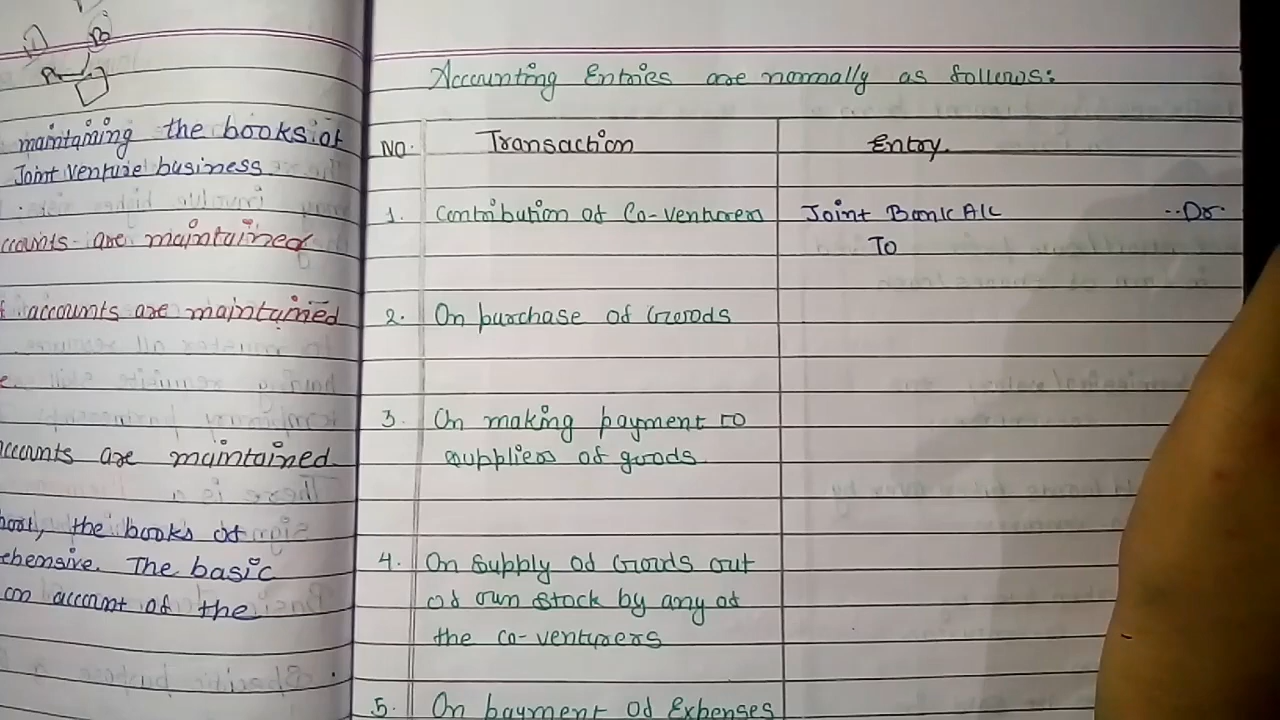 maintaining the books of
Joint Venture business
accounts are maintained
accounts are maintained
accounts are maintained
the books of
The basic
on account of the
Accounting Entries are normally as follows:
No. Transaction Entry.
1. Contribution of Co-venturers Joint Bank A/c ...Dr.
To
2. On purchase of Goods
3. On making payment to
suppliers of goods.
4. On Supply of Goods out
of own stock by any of
the co-venturers
5. On payment of Expenses